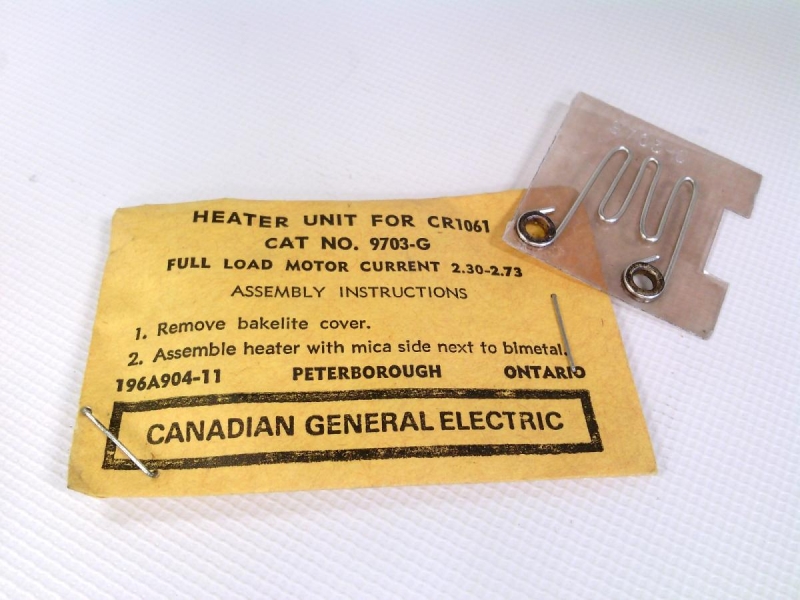 HEATER UNIT FOR CR1061
CAT NO. 9703-G
FULL LOAD MOTOR CURRENT 2.30-2.73
ASSEMBLY INSTRUCTIONS
1. Remove bakelite cover.
2. Assemble heater with mica side next to bimetal.
196A904-11 PETERBOROUGH ONTARIO
CANADIAN GENERAL ELECTRIC